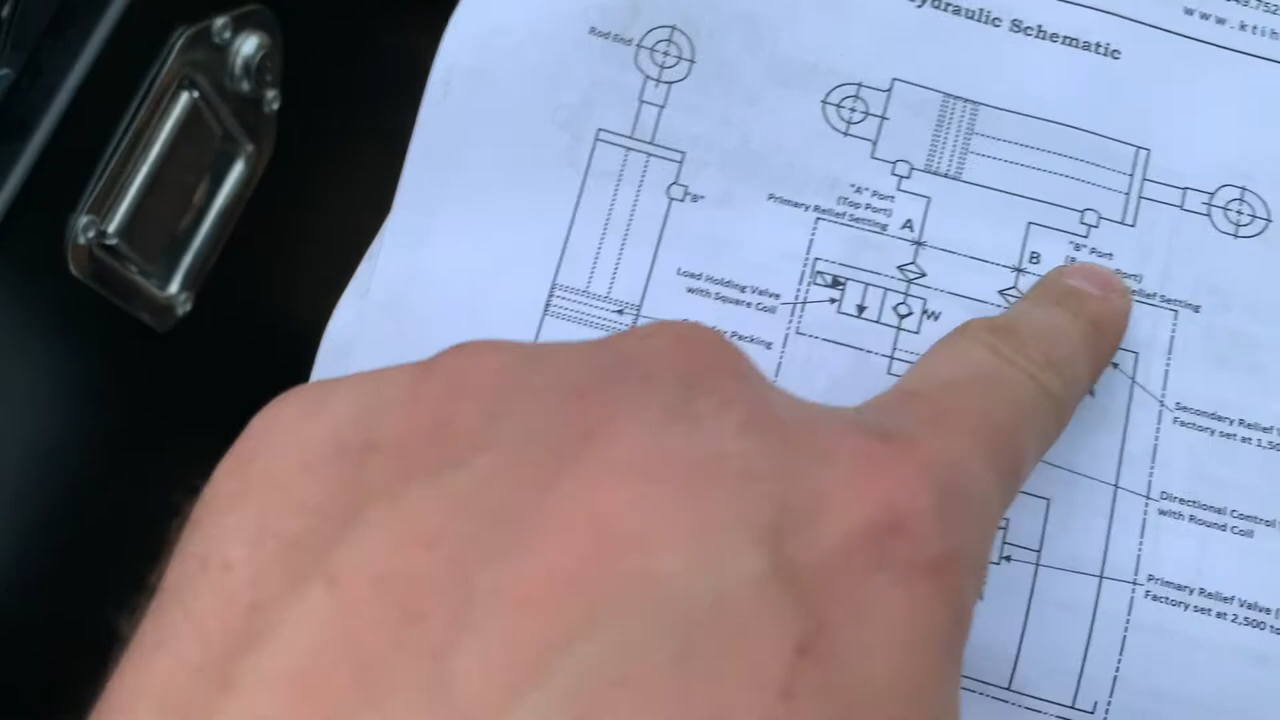 Hydraulic Schematic
www.ktih
Rod End
"B"
"A" Port
(Top Port)
Primary Relief Setting
A
B
"B" Port
Port)
Relief Setting
Load Holding Valve
with Square Coil
W
Packing
Secondary Relief
Factory set at 1,50
Directional Control
with Round Coil
Primary Relief Valve (
Factory set at 2,500 to